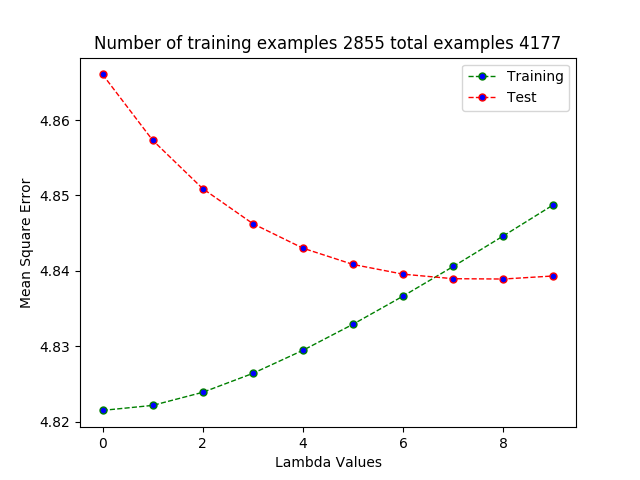 Number of training examples 2855 total examples 4177
Training
Test
4.86
4.85
4.84
4.83
4.82
Mean Square Error
0 2 4 6 8
Lambda Values